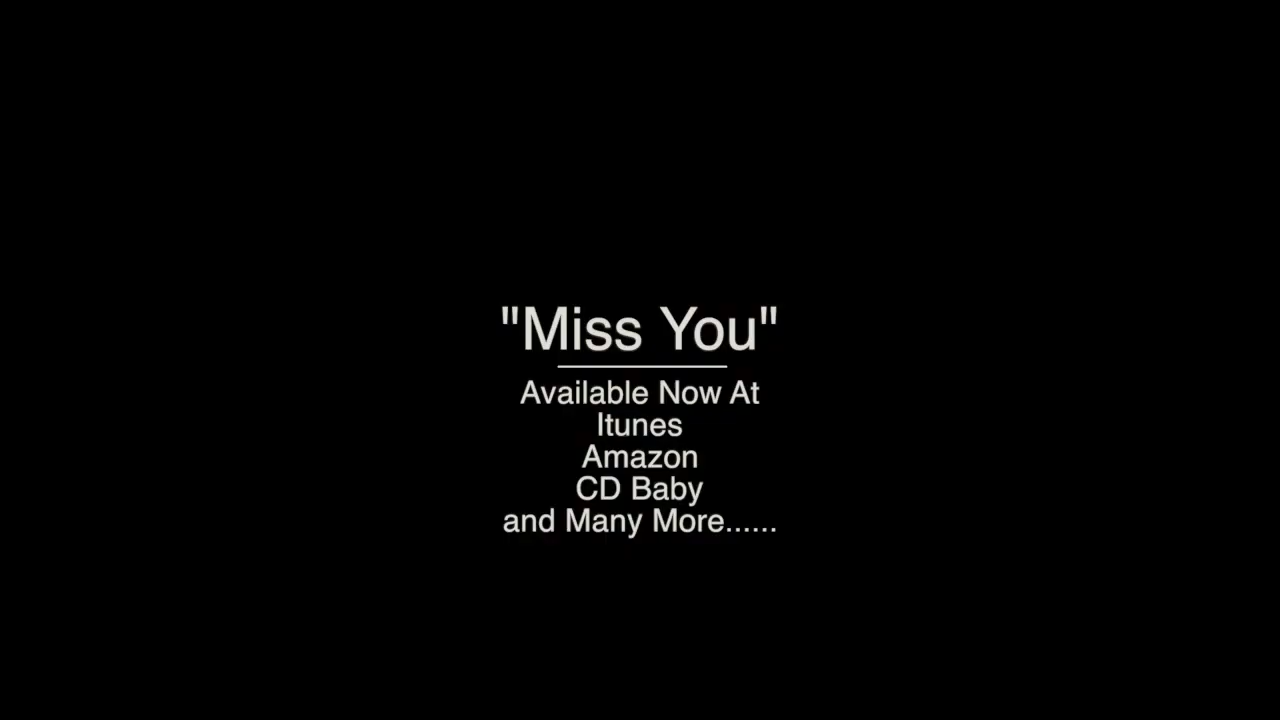 "Miss You"
Available Now At
Itunes
Amazon
CD Baby
and Many More......